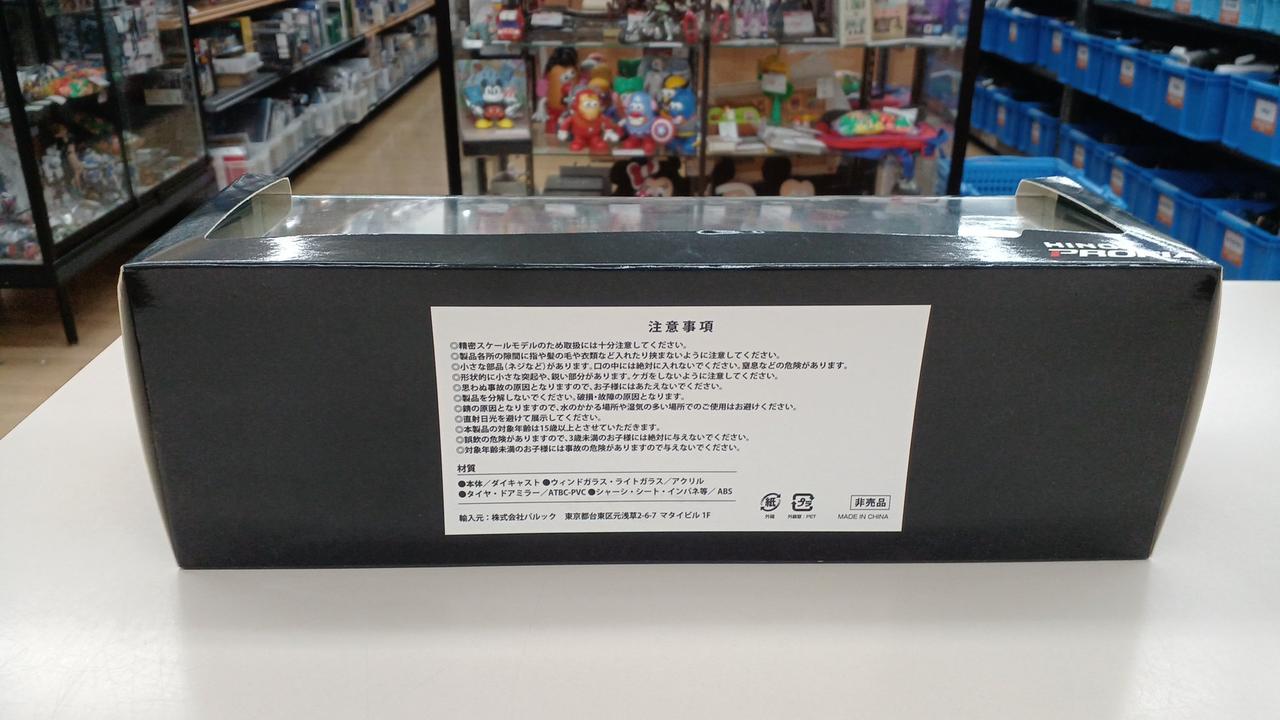 HINO
PHOW
注意事項
◎精密スケールモデルのため取扱には十分注意してください。
◎製品各所の隙間に指や髪の毛や衣類など入れたり挟まないように注意してください。
◎小さな部品(ネジなど)があります。口の中には絶対に入れないでください。窒息などの危険があります。
◎形状的に小さな突起や、鋭い部分があります。ケガをしないように注意してください。
◎思わぬ事故の原因となりますので、お子様にはあたえないでください。
◎製品を分解しないでください。破損・故障の原因となります。
◎錆の原因となりますので、水のかかる場所や湿気の多い場所でのご使用はお避けください。
◎直射日光を避けて展示してください。
◎本製品の対象年齢は15歳以上とさせていただきます。
◎誤飲の危険がありますので、3歳未満のお子様には絶対に与えないでください。
◎対象年齢未満のお子様には事故の危険がありますので与えないでください。
材質
●本体/ダイキャスト ●ウィンドガラス・ライトガラス/アクリル
●タイヤ・ドアミラー/ATBC-PVC ●シャーシ・シート・インパネ等/ABS
紙 外箱
プラ 外箱窓:PET
非売品
輸入元:株式会社バルック 東京都台東区元浅草2-6-7 マタイビル 1F
MADE IN CHINA